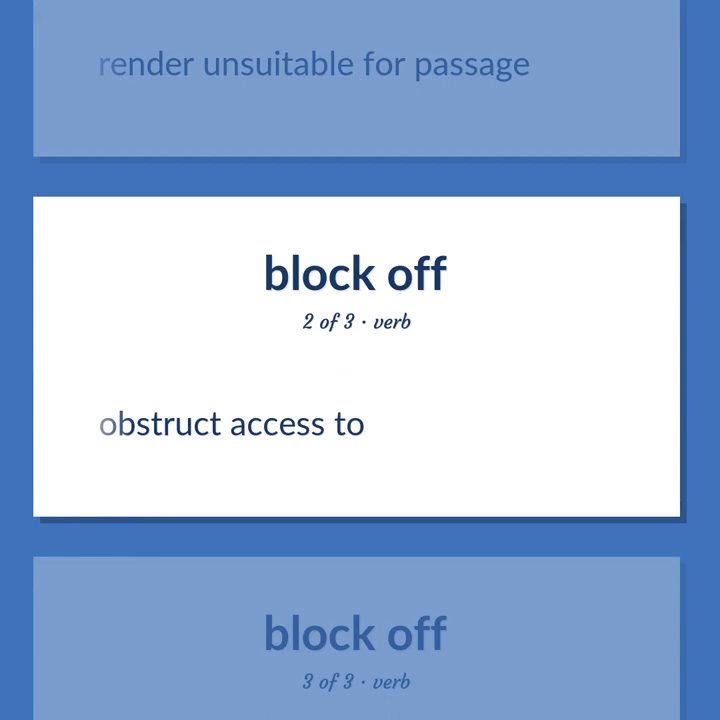 render unsuitable for passage
block off
2 of 3 · verb
obstruct access to
block off
3 of 3 · verb